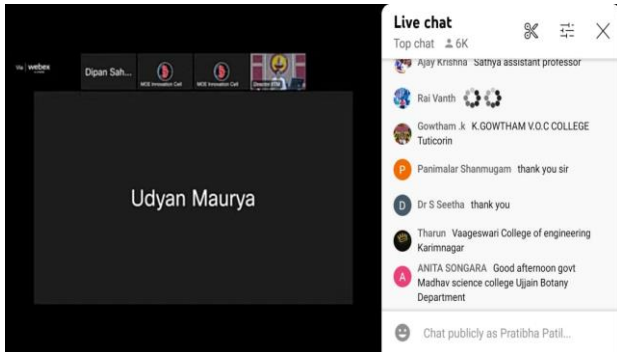 webex
Dipan Sah...
MOE Innovation Cell
MOE Innovation Cell
Udyan Maurya
Live chat
Top chat 6K
Ajay Krishna Sathya assistant professor
Rai Vanth
Gowtham .k K.GOWTHAM V.O.C COLLEGE
Tuticorin
P Panimalar Shanmugam thank you sir
D Dr S Seetha thank you
Tharun Vaageswari College of engineering
Karimnagar
A ANITA SONGARA Good afternoon govt
Madhav science college Ujjain Botany
Department
Chat publicly as Pratibha Patil...